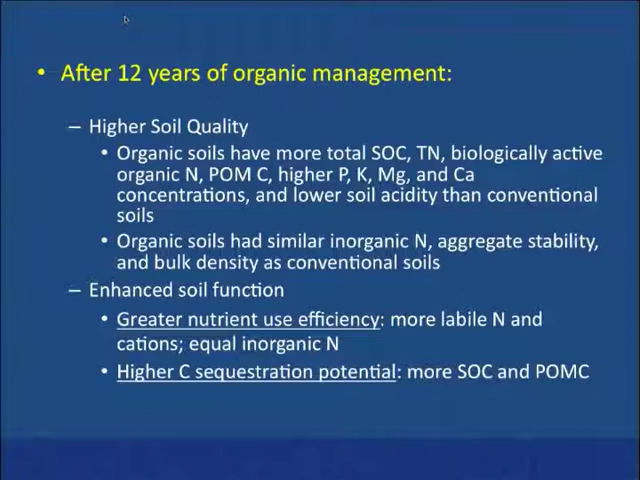 • After 12 years of organic management:
– Higher Soil Quality
• Organic soils have more total SOC, TN, biologically active
organic N, POM C, higher P, K, Mg, and Ca
concentrations, and lower soil acidity than conventional
soils
• Organic soils had similar inorganic N, aggregate stability,
and bulk density as conventional soils
– Enhanced soil function
• Greater nutrient use efficiency: more labile N and
cations; equal inorganic N
• Higher C sequestration potential: more SOC and POMC